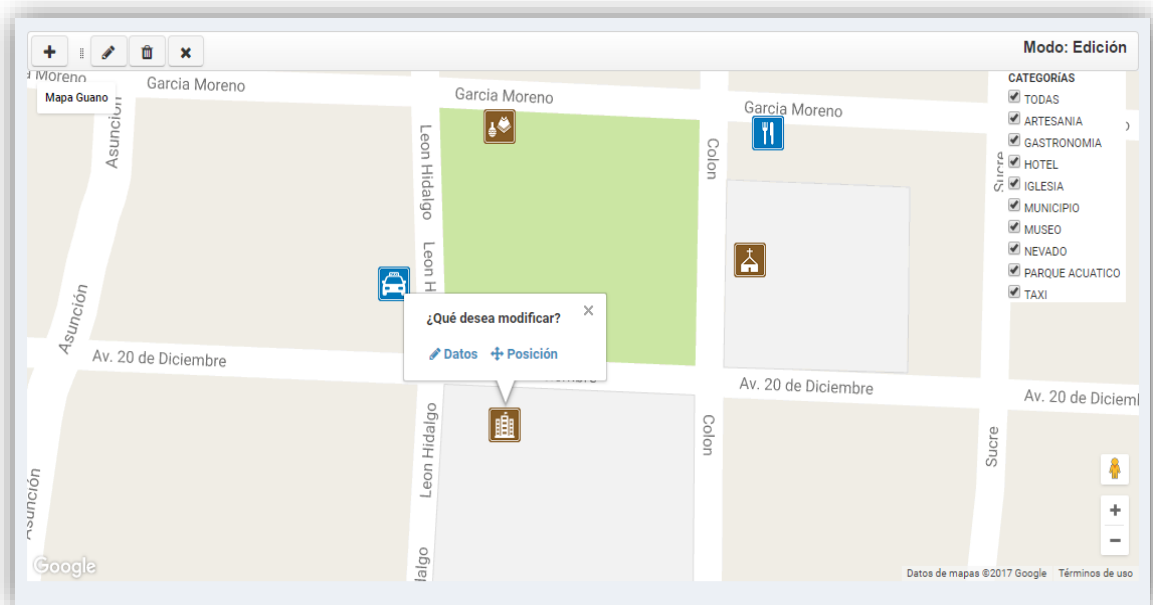 Modo: Edición
Moreno
Mapa Guano
Garcia Moreno
Garcia Moreno
Garcia Moreno
CATEGORÍAS
TODAS
ARTESANIA
GASTRONOMIA
HOTEL
IGLESIA
MUNICIPIO
MUSEO
NEVADO
PARQUE ACUATICO
TAXI
Asunción
Leon Hidalgo
Colon
Sucre
Leon H
Asunción
¿Qué desea modificar?
Datos Posición
Av. 20 de Diciembre
Av. 20 de Diciembre
Av. 20 de Dicieml
Leon Hidalgo
Colon
Sucre
Asunción
dalgo
Google
Datos de mapas ©2017 Google Términos de uso